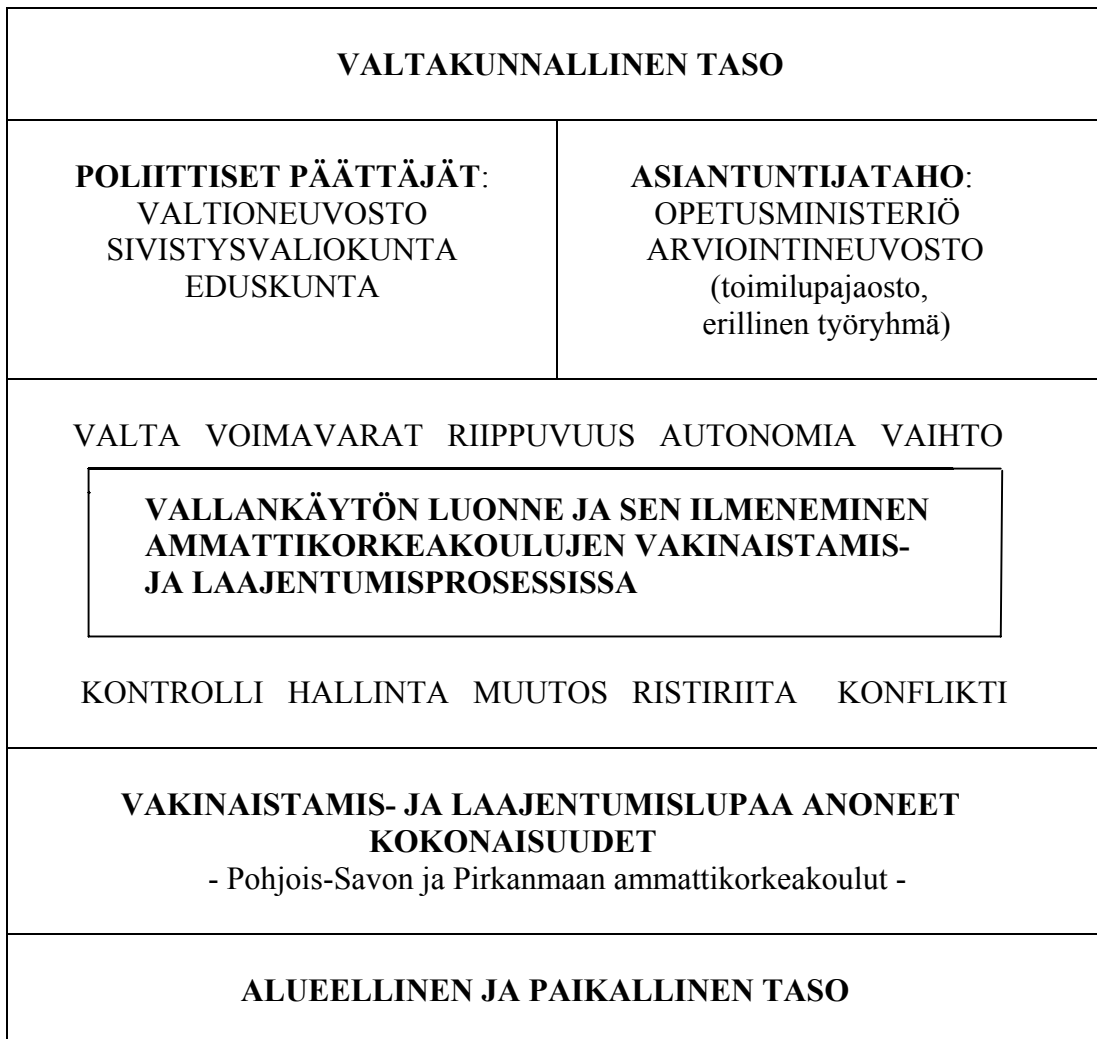 VALTAKUNNALLINEN TASO
POLIITTISET PÄÄTTÄJÄT:
VALTIONEUVOSTO
SIVISTYSVALIOKUNTA
EDUSKUNTA
ASIANTUNTIJATAHO:
OPETUSMINISTERIÖ
ARVIOINTINEUVOSTO
(toimilupajaosto,
erillinen työryhmä)
VALTA VOIMAVARAT RIIPPUVUUS AUTONOMIA VAIHTO
VALLANKÄYTÖN LUONNE JA SEN ILMENEMINEN
AMMATTIKORKEAKOULUJEN VAKINAISTAMIS-
JA LAAJENTUMISPROSESSISSA
KONTROLLI HALLINTA MUUTOS RISTIRIITA KONFLIKTI
VAKINAISTAMIS- JA LAAJENTUMISLUPAA ANONEET
KOKONAISUUDET
- Pohjois-Savon ja Pirkanmaan ammattikorkeakoulut -
ALUEELLINEN JA PAIKALLINEN TASO